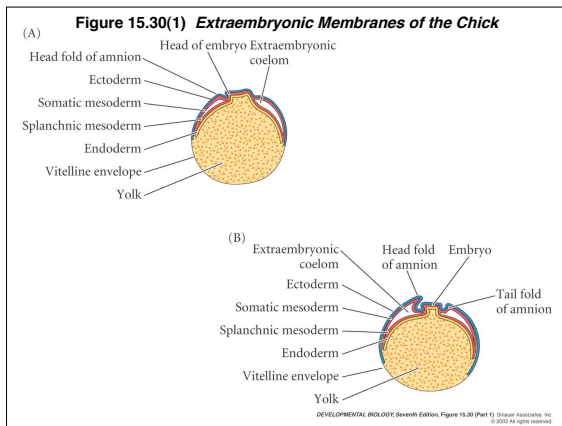 Figure 15.30(1) Extraembryonic Membranes of the Chick
(A)
Head of embryo
Extraembryonic
coelom
Head fold of amnion
Ectoderm
Somatic mesoderm
Splanchnic mesoderm
Endoderm
Vitelline envelope
Yolk
(B)
Extraembryonic
coelom
Head fold
of amnion
Embryo
Ectoderm
Tail fold
of amnion
Somatic mesoderm
Splanchnic mesoderm
Endoderm
Vitelline envelope
Yolk
DEVELOPMENTAL BIOLOGY, Seventh Edition, Figure 15.30 (Part 1) Sinauer Associates, Inc.
© 2003 All rights reserved.